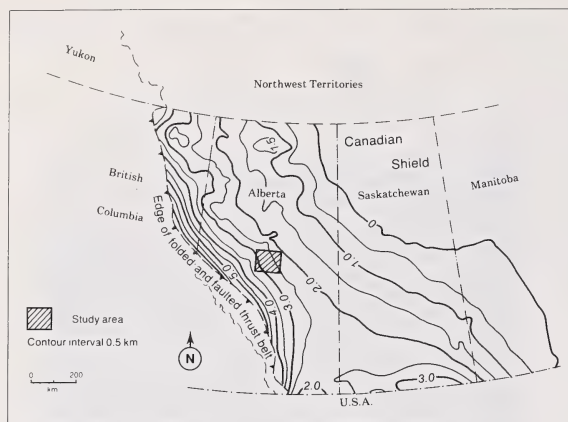 Yukon
Northwest Territories
Canadian
Shield
1.5
British
Columbia
Alberta
Saskatchewan
Manitoba
0
Edge of folded and faulted thrust belt
5.0
4.0
3.0
2.0
1.0
Study area
Contour interval 0.5 km
N
0 200
km
2.0
3.0
U.S.A.